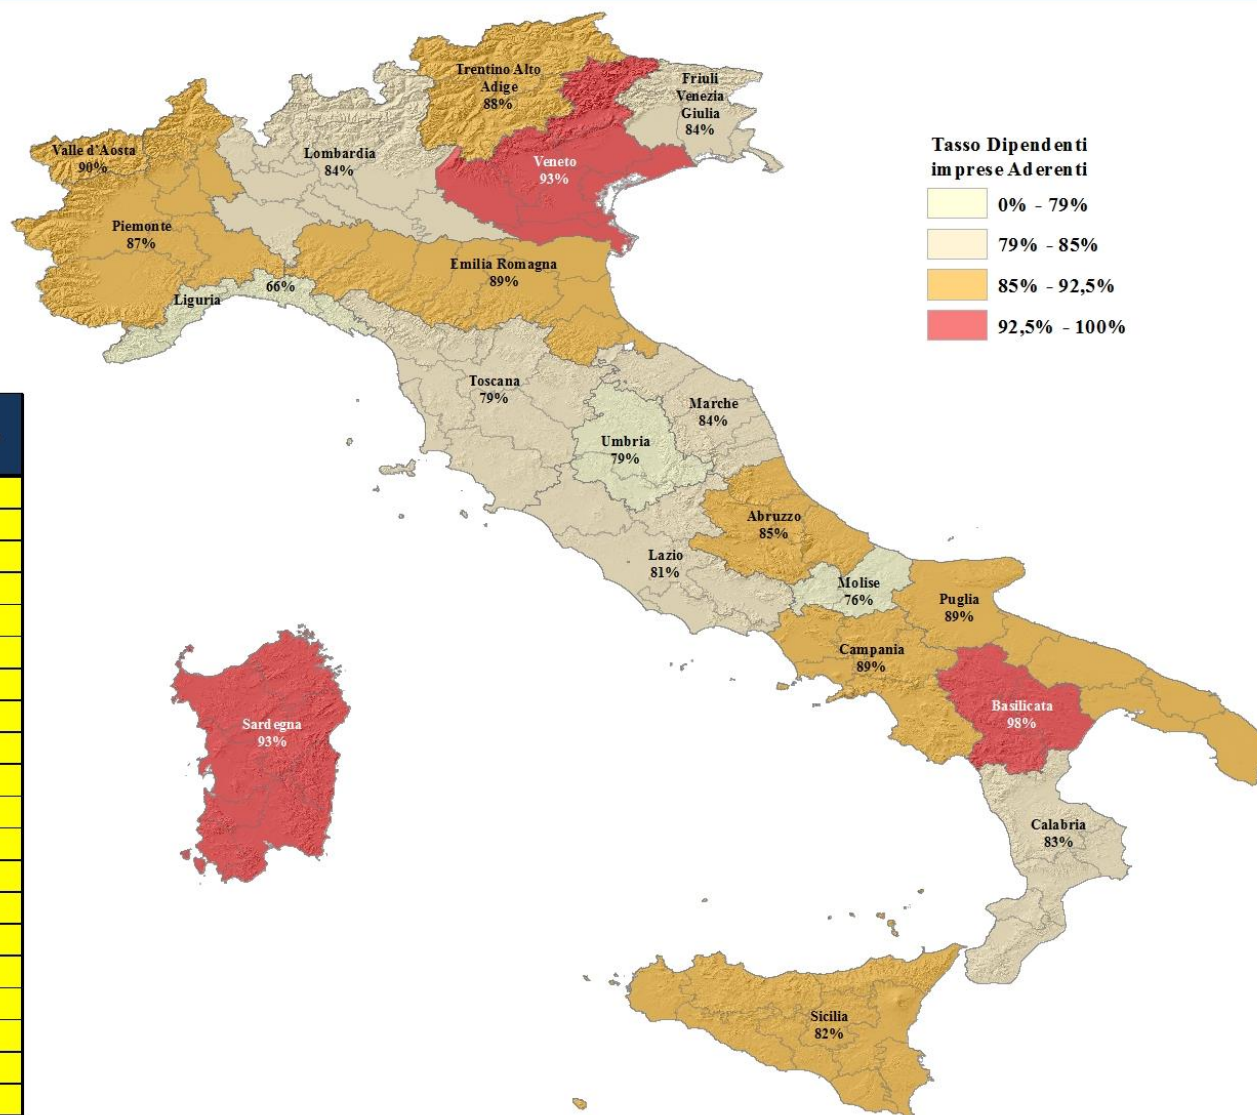 Trentino Alto
Adige
88%
Friuli
Venezia
Giulia
84%
Valle d'Aosta
90%
Lombardia
84%
Veneto
93%
Piemonte
87%
Emilia Romagna
89%
Liguria
66%
Toscana
79%
Marche
84%
Umbria
79%
Abruzzo
85%
Lazio
81%
Molise
76%
Puglia
89%
Campania
89%
Basilicata
98%
Sardegna
93%
Calabria
83%
Sicilia
82%
Tasso Dipendenti
imprese Aderenti
0% - 79%
79% - 85%
85% - 92,5%
92,5% - 100%